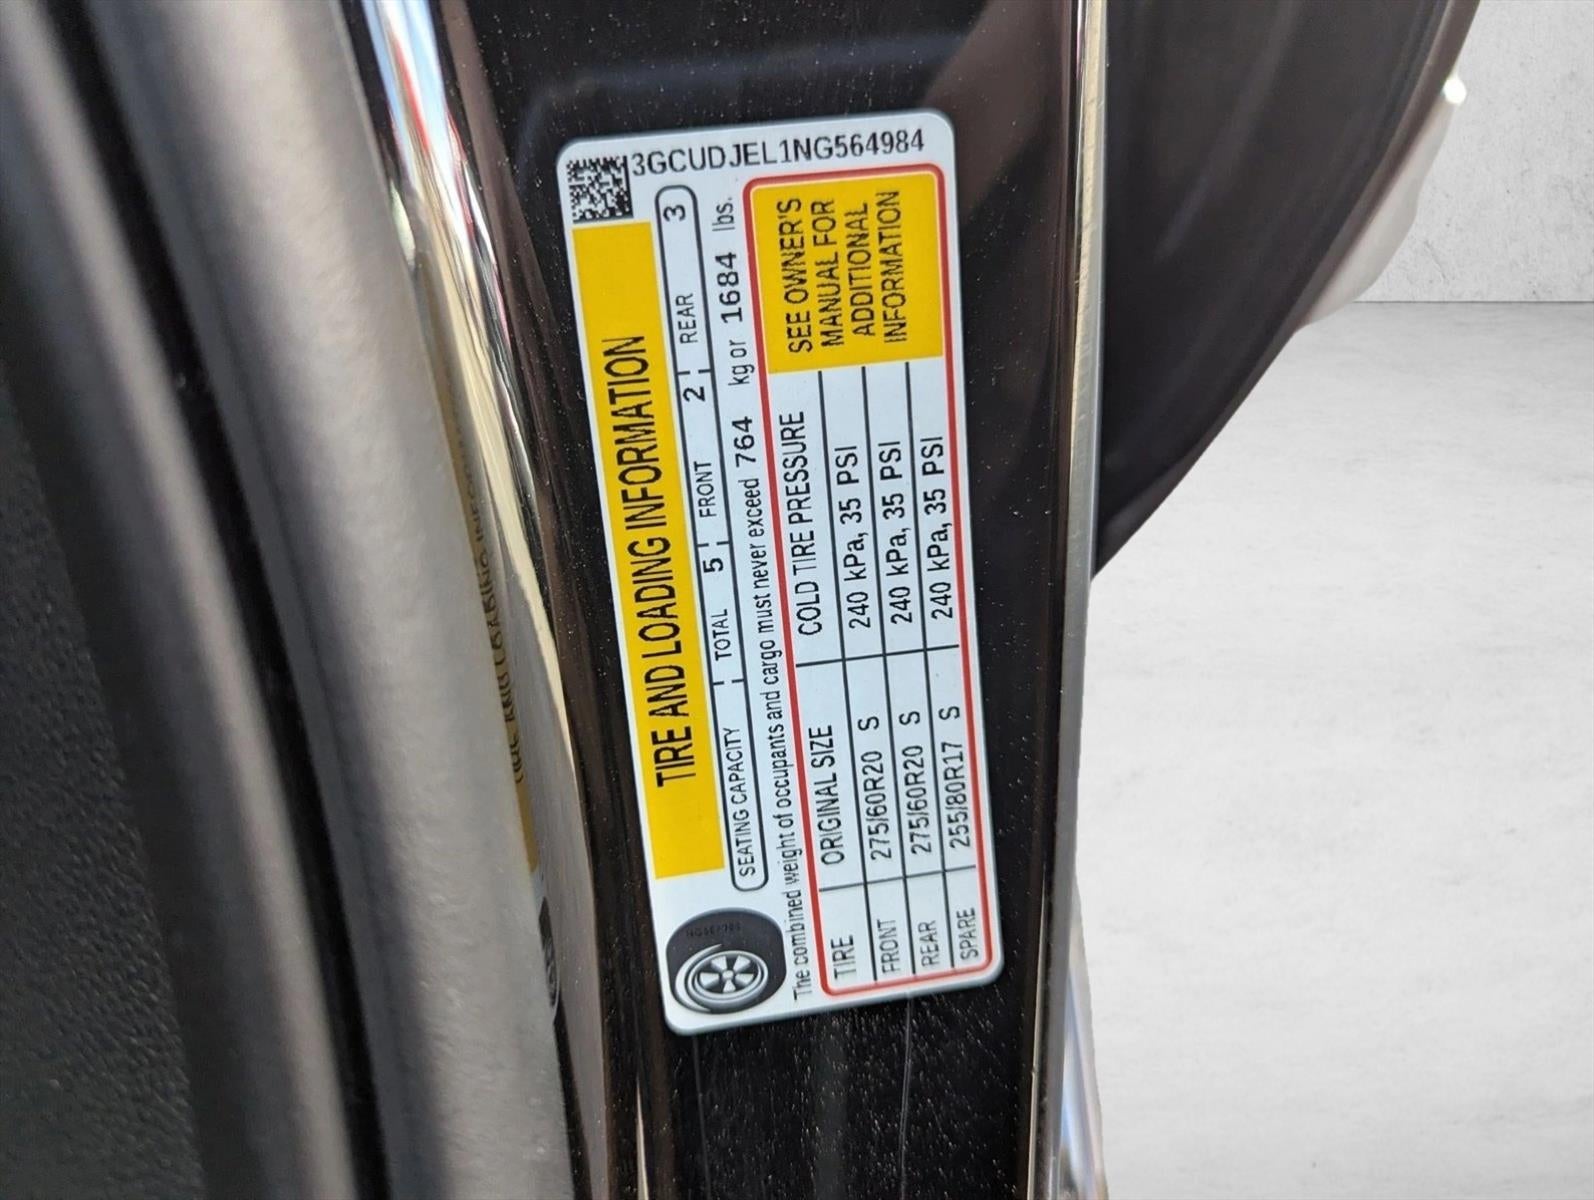 3GCUDJEL1NG564984
TIRE AND LOADING INFORMATION
SEATING CAPACITY TOTAL 5 FRONT 2 REAR 3
The combined weight of occupants and cargo must never exceed 764 kg or 1684 lbs.
TIRE ORIGINAL SIZE COLD TIRE PRESSURE
FRONT 275/60R20 S 240 kPa, 35 PSI
REAR 275/60R20 S 240 kPa, 35 PSI
SPARE 255/80R17 S 240 kPa, 35 PSI
SEE OWNER'S
MANUAL FOR
ADDITIONAL
INFORMATION